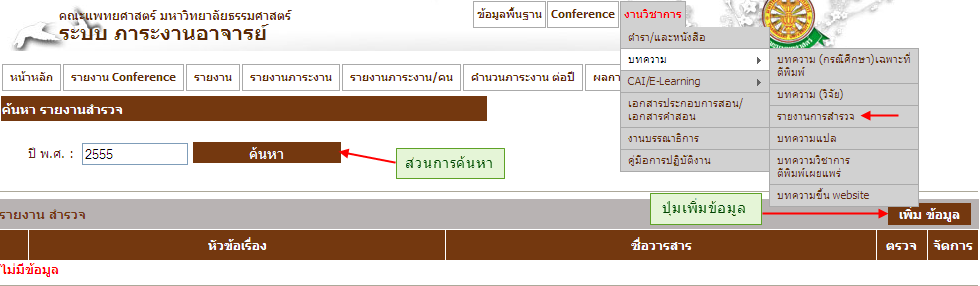 คณะแพทยศาสตร์ มหาวิทยาลัยธรรมศาสตร์
ระบบ ภาระงานอาจารย์
ข้อมูลพื้นฐาน
Conference
งานวิชาการ
ตำรา/และหนังสือ
บทความ
CAI/E-Learning
เอกสารประกอบการสอน/
เอกสารคำสอน
งานบรรณาธิการ
คู่มือการปฏิบัติงาน
บทความ (กรณีศึกษา)เฉพาะที่
ตีพิมพ์
บทความ (วิจัย)
รายงานการสำรวจ
บทความแปล
บทความวิชาการ
ตีพิมพ์เผยแพร่
บทความขึ้น website
หน้าหลัก
รายงาน Conference
รายงาน
รายงานภาระงาน
รายงานภาระงาน/คน
คำนวนภาระงาน ต่อปี
ผลกา
ค้นหา รายงานสำรวจ
ปี พ.ศ. :
2555
ค้นหา
ส่วนการค้นหา
ปุ่มเพิ่มข้อมูล
รายงาน สำรวจ
เพิ่ม ข้อมูล
หัวข้อเรื่อง
ชื่อวารสาร
ตรวจ
จัดการ
ไม่มีข้อมูล